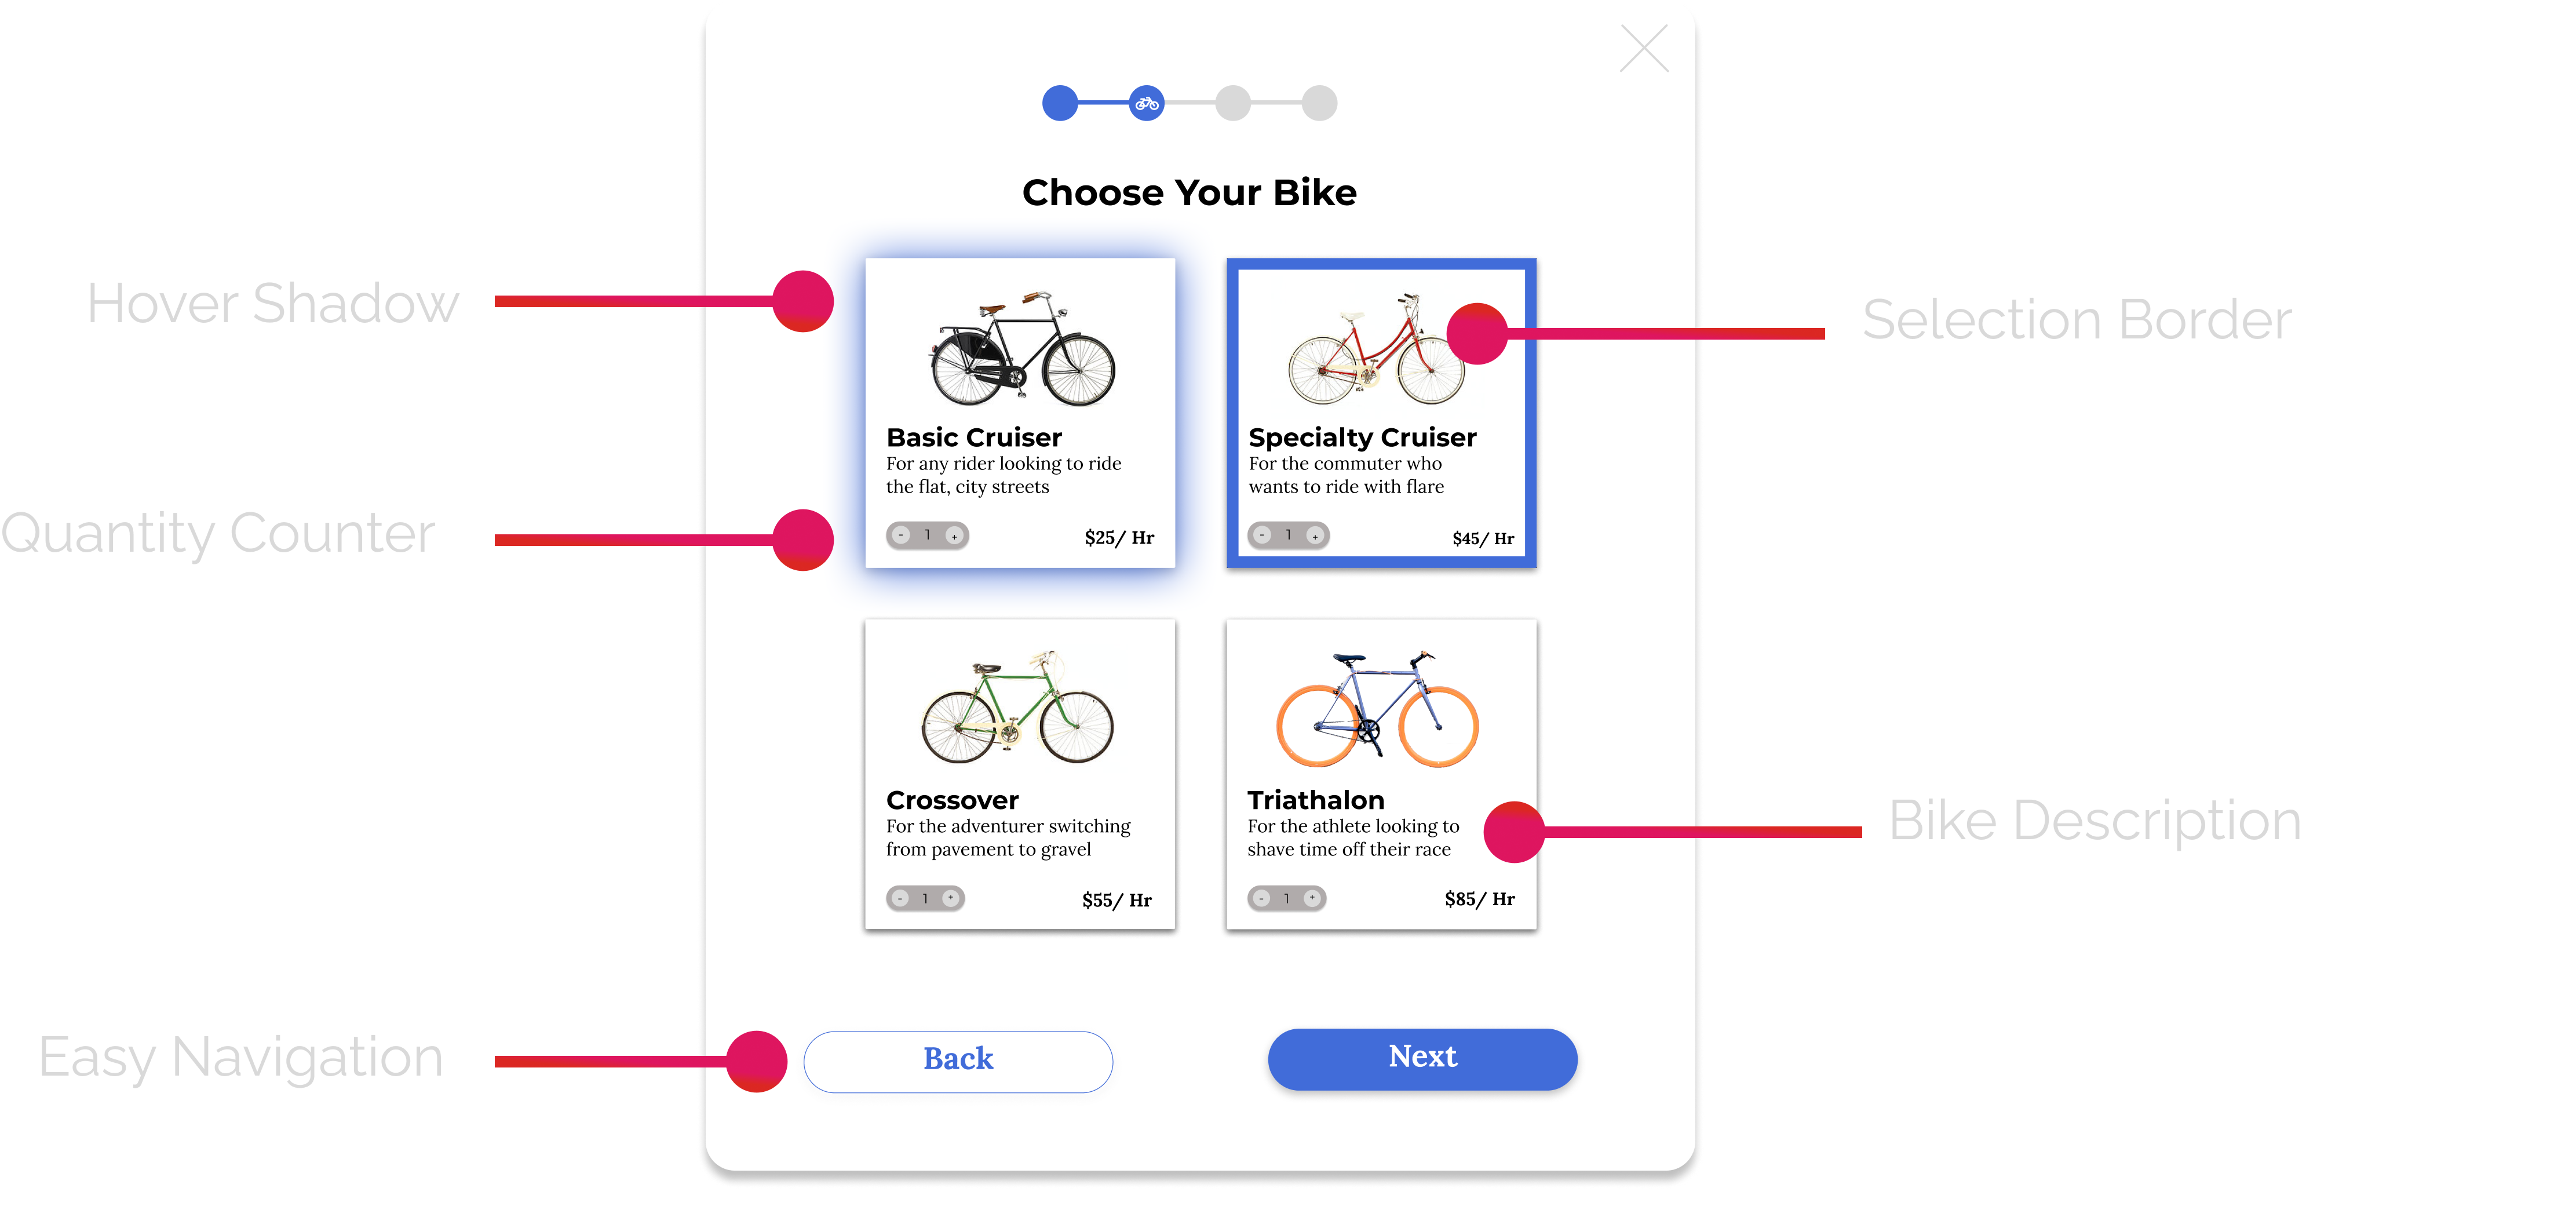 Choose Your Bike
Hover Shadow
Selection Border
Basic Cruiser
For any rider looking to ride
the flat, city streets
- 1 +
$25/ Hr
Specialty Cruiser
For the commuter who
wants to ride with flare
- 1 +
$45/ Hr
Quantity Counter
Crossover
For the adventurer switching
from pavement to gravel
- 1 +
$55/ Hr
Triathalon
For the athlete looking to
shave time off their race
- 1 +
$85/ Hr
Bike Description
Easy Navigation
Back
Next